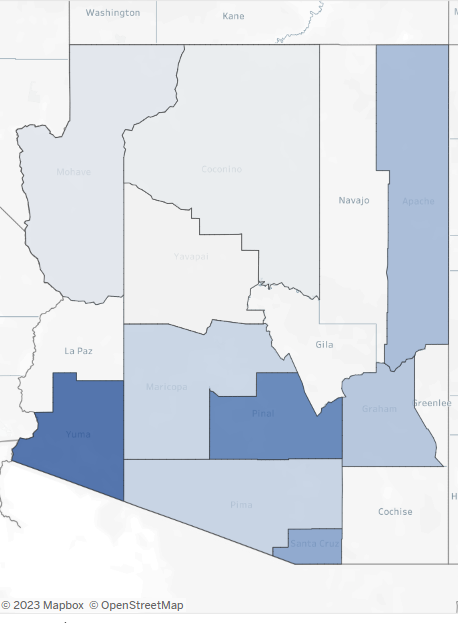 Washington
Kane
Mohave
Coconino
Navajo
Apache
Yavapai
La Paz
Gila
Maricopa
Graham
Greenlee
Yuma
Pinal
Pima
Cochise
H
Santa Cruz
© 2023 Mapbox © OpenStreetMap